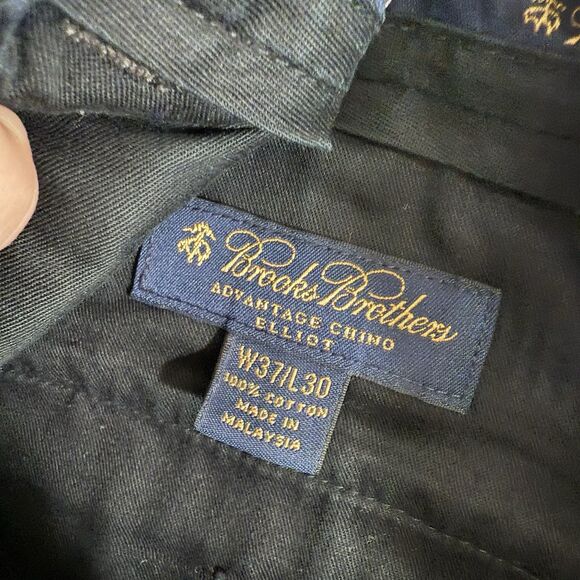 Brooks Brothers
ADVANTAGE CHINO
ELLIOT
W37/L30
100% COTTON
MADE IN
MALAYSIA